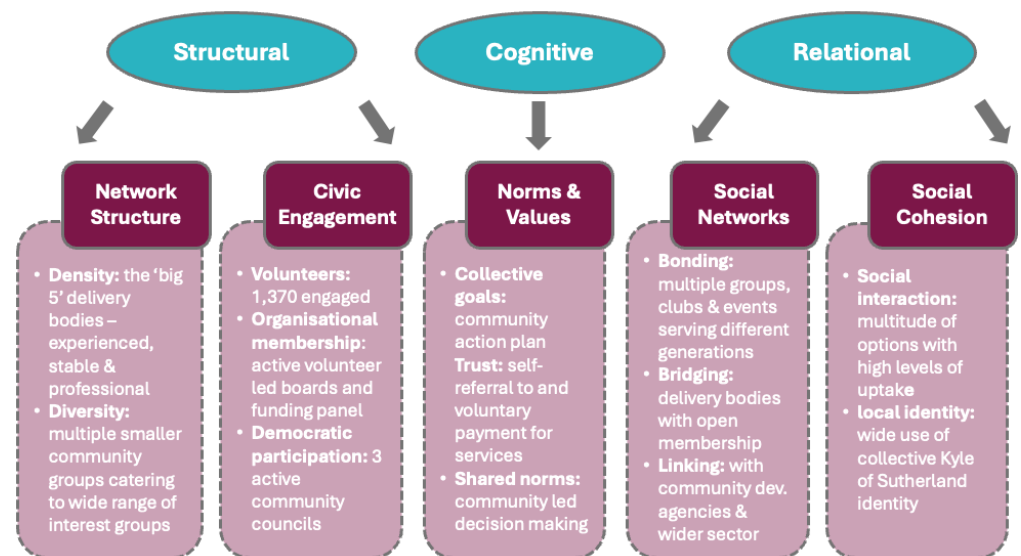 Structural
Cognitive
Relational
Network
Structure
• Density: the ‘big
5’ delivery
bodies –
experienced,
stable &
professional
• Diversity:
multiple smaller
community
groups catering
to wide range of
interest groups
Civic
Engagement
• Volunteers:
1,370 engaged
• Organisational
membership:
active volunteer
led boards and
funding panel
• Democratic
participation: 3
active
community
councils
Norms &
Values
• Collective
goals:
community
action plan
Trust: self-
referral to and
voluntary
payment for
services
• Shared norms:
community led
decision making
Social
Networks
• Bonding:
multiple groups,
clubs & events
serving different
generations
• Bridging:
delivery bodies
with open
membership
• Linking: with
community dev.
agencies &
wider sector
Social
Cohesion
• Social
interaction:
multitude of
options with
high levels of
uptake
• local identity:
wide use of
collective Kyle
of Sutherland
identity